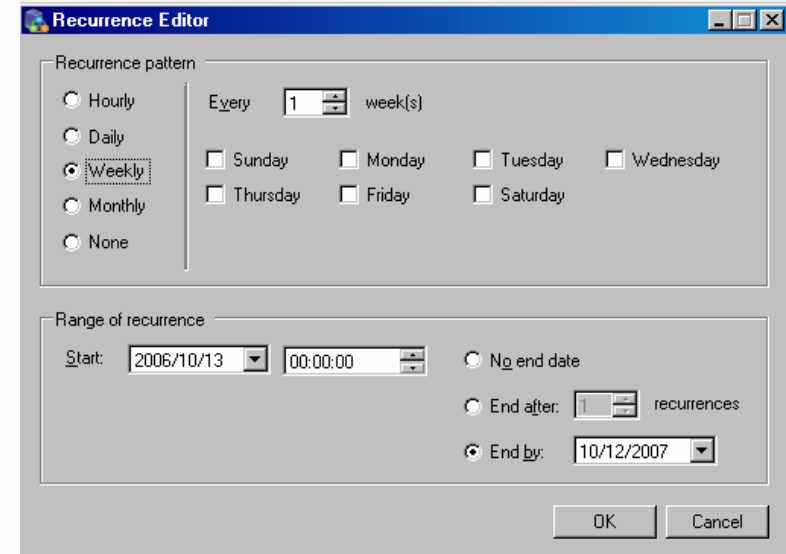 Recurrence Editor
Recurrence pattern
Hourly
Daily
Weekly
Monthly
None
Every 1 week(s)
Sunday Monday Tuesday Wednesday
Thursday Friday Saturday
Range of recurrence
Start: 2006/10/13 00:00:00
No end date
End after: 1 recurrences
End by: 10/12/2007
OK Cancel